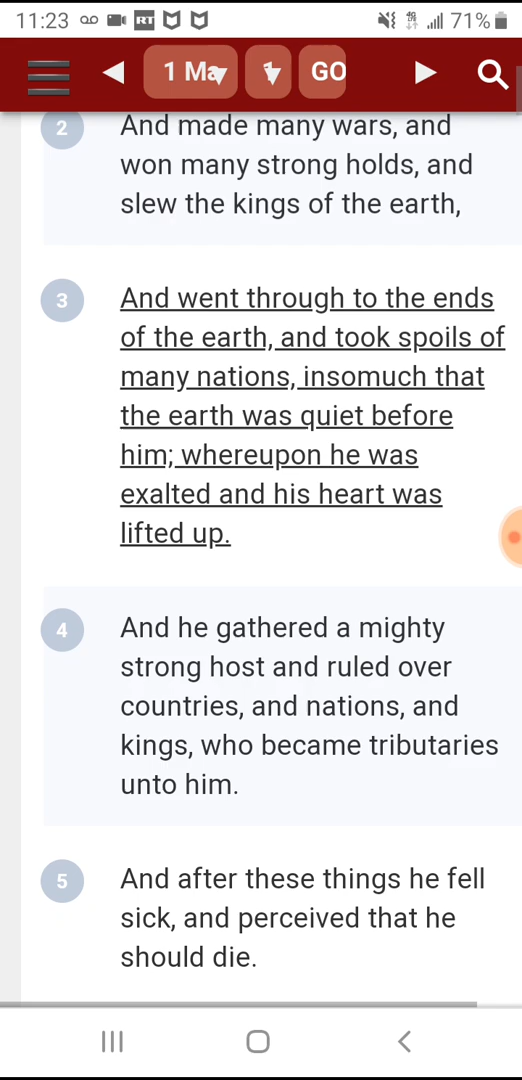 11:23 RT 71%
1 Ma 1 GO
2 And made many wars, and
won many strong holds, and
slew the kings of the earth,
3 And went through to the ends
of the earth, and took spoils of
many nations, insomuch that
the earth was quiet before
him; whereupon he was
exalted and his heart was
lifted up.
4 And he gathered a mighty
strong host and ruled over
countries, and nations, and
kings, who became tributaries
unto him.
5 And after these things he fell
sick, and perceived that he
should die.